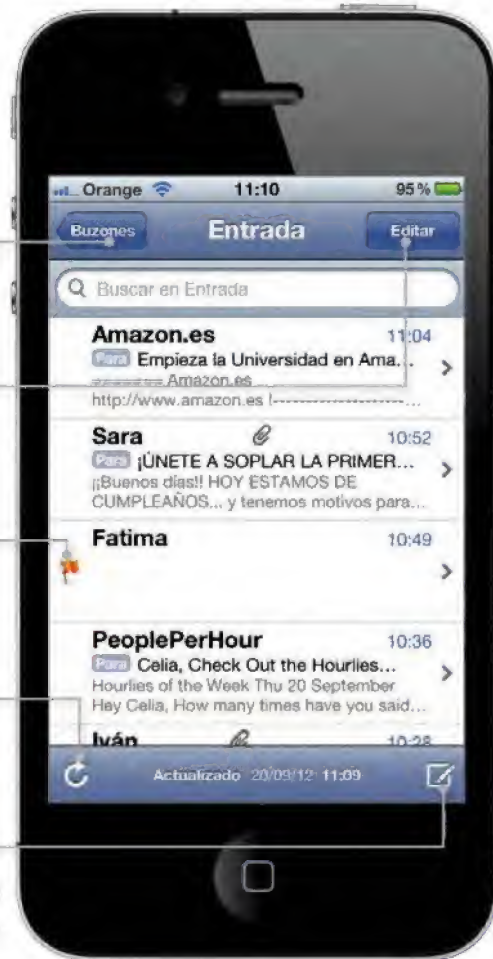 Orange 11:10 95 %
Buzones Entrada Editar
Buscar en Entrada
Amazon.es 11:04
Para Empieza la Universidad en Ama...
======= Amazon.es
http://www.amazon.es !---------------------...
Sara 10:52
Para ¡ÚNETE A SOPLAR LA PRIMER...
¡¡Buenos días!! HOY ESTAMOS DE
CUMPLEAÑOS... y tenemos motivos para...
Fatima 10:49
PeoplePerHour 10:36
Para Celia, Check Out the Hourlies...
Hourlies of the Week Thu 20 September
Hey Celia, How many times have you said...
Iván 10:28
Actualizado 20/09/12 11:09